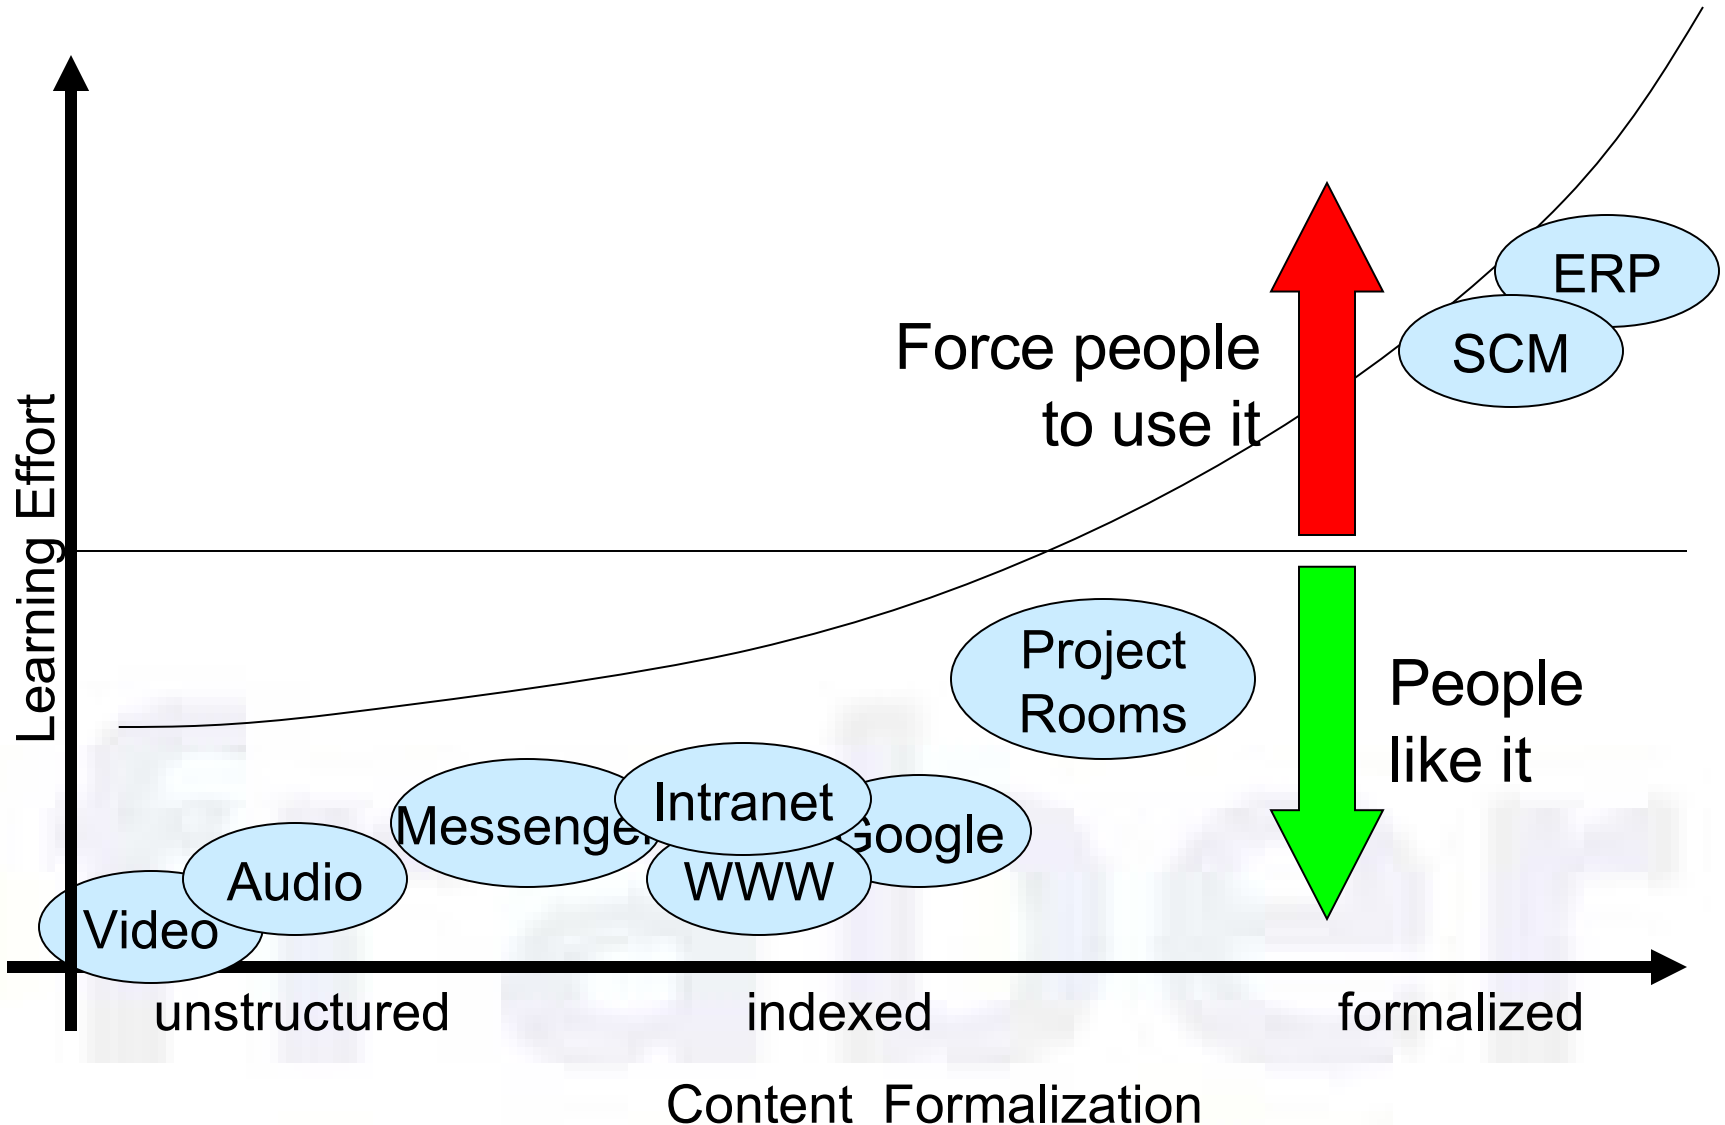 ERP
SCM
Force people
to use it
Learning Effort
Project
Rooms
People
like it
Messenger
Intranet
Google
WWW
Audio
Video
unstructured
indexed
formalized
Content Formalization